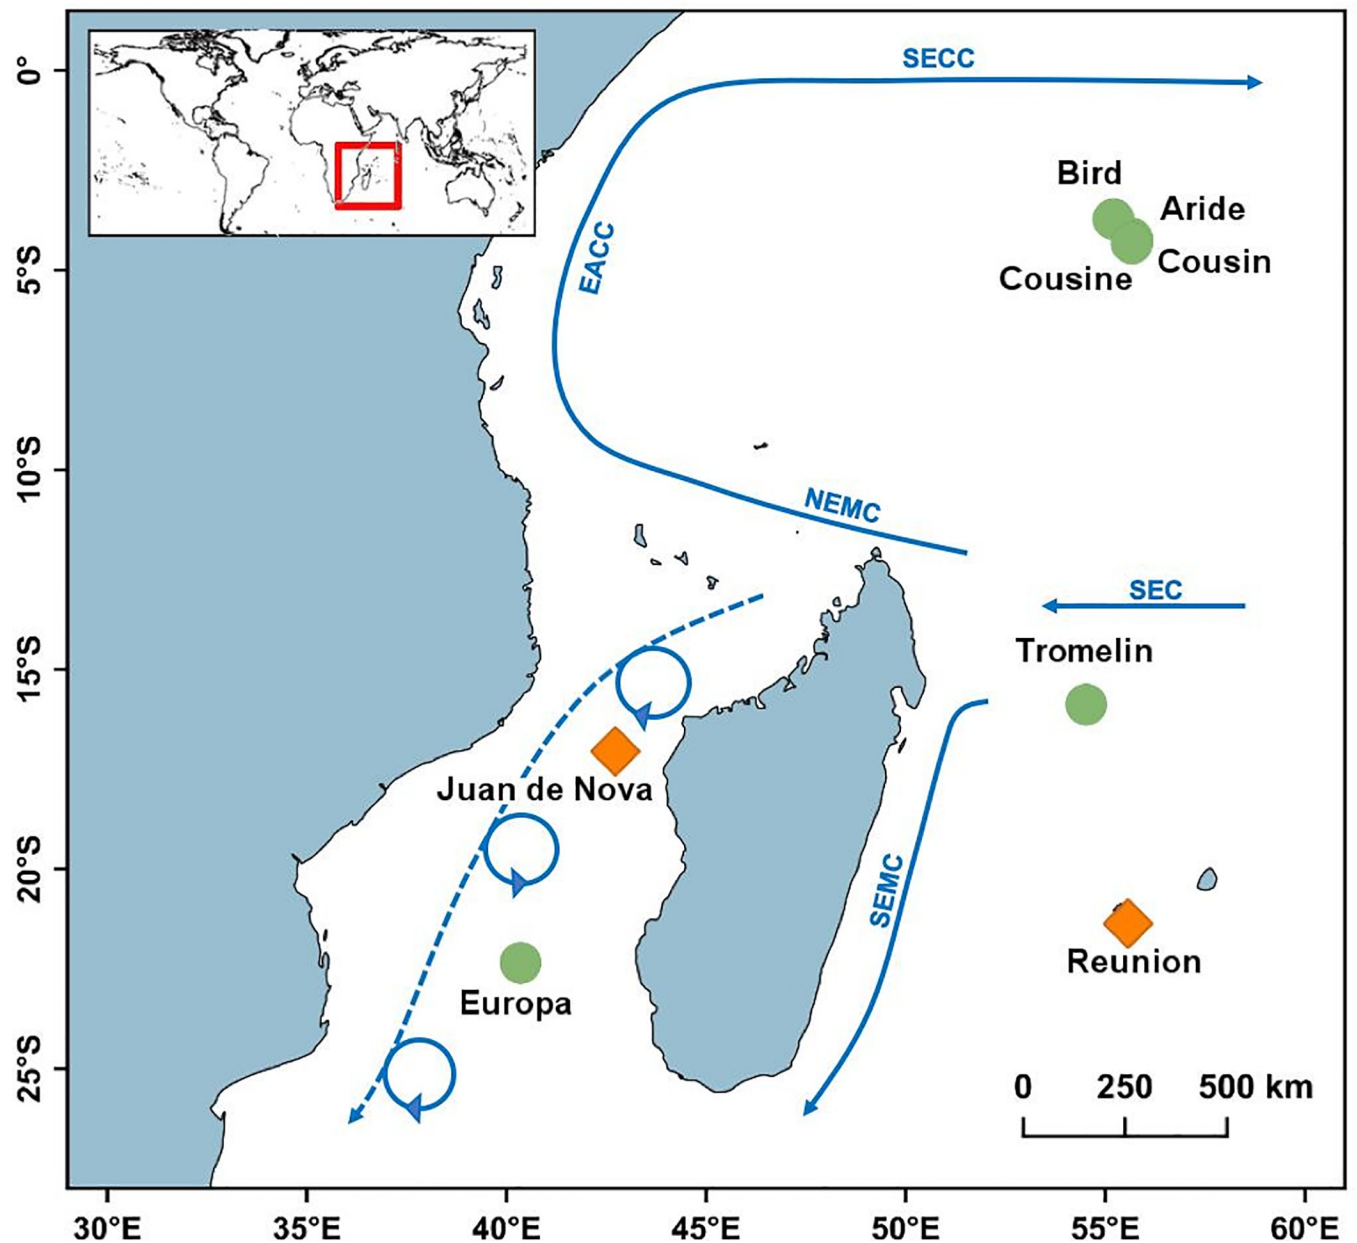 SECC
0°
Bird
Aride
EACC
5°S
Cousin
Cousine
10°S
NEMC
SEC
Tromelin
15°S
Juan de Nova
20°S
SEMC
Reunion
Europa
25°S
0 250 500 km
30°E 35°E 40°E 45°E 50°E 55°E 60°E